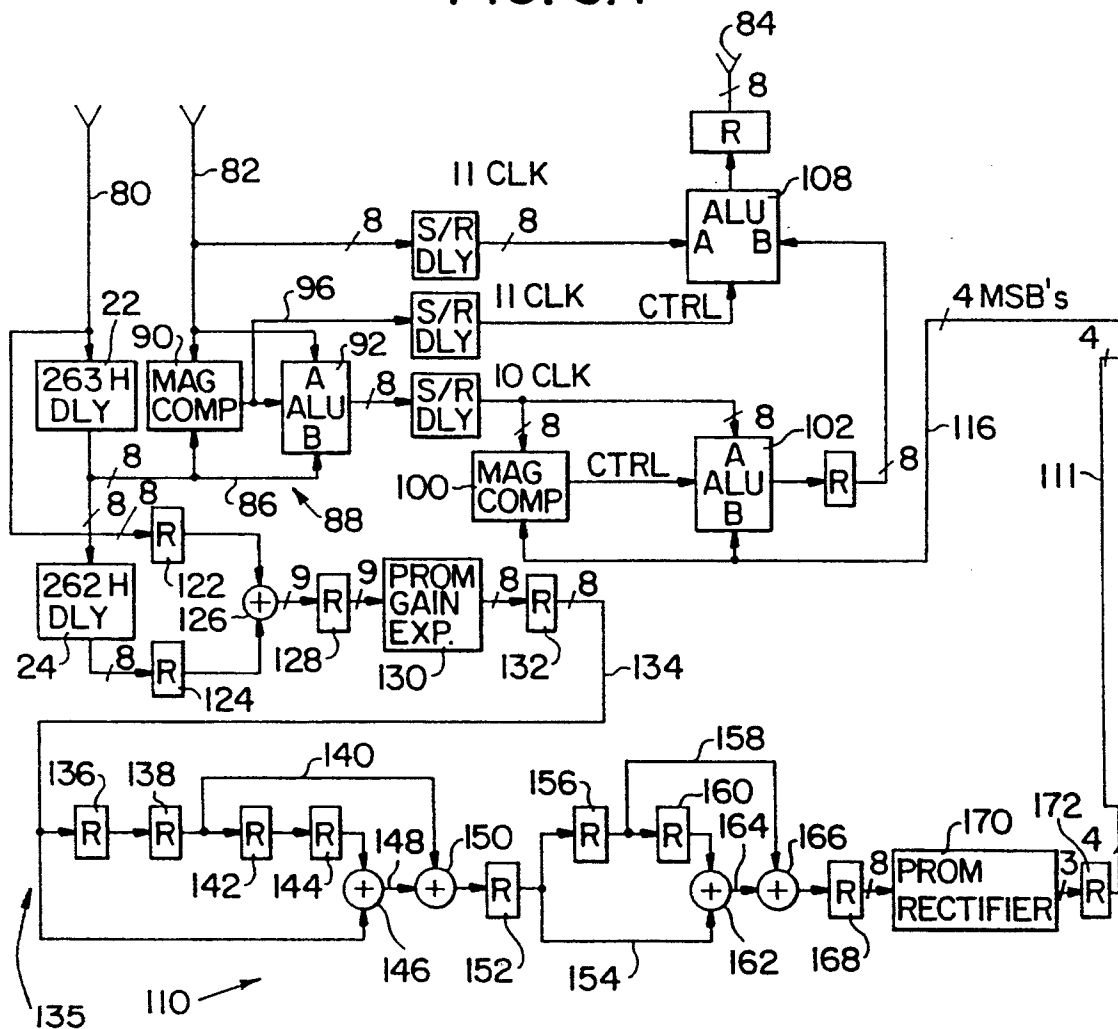 84
8
R
80
82
11 CLK
108
ALU
A B
8
S/R
DLY
8
96
11 CLK
CTRL
4 MSB's
22
90
92
S/R
DLY
4
263 H
DLY
MAG
COMP
A
ALU
B
8
S/R
DLY
10 CLK
8
8
102
116
8
86
88
100
MAG
COMP
CTRL
A
ALU
B
R
8
111
8
8
R
122
262 H
DLY
24
8
R
124
126
9
R
128
9
PROM
GAIN
EXP.
130
8
R
132
8
134
136
138
140
R
R
R
R
142
144
148
150
146
R
152
156
158
160
R
R
164
166
154
162
R
168
8
170
PROM
RECTIFIER
3
172
R
4
135
110